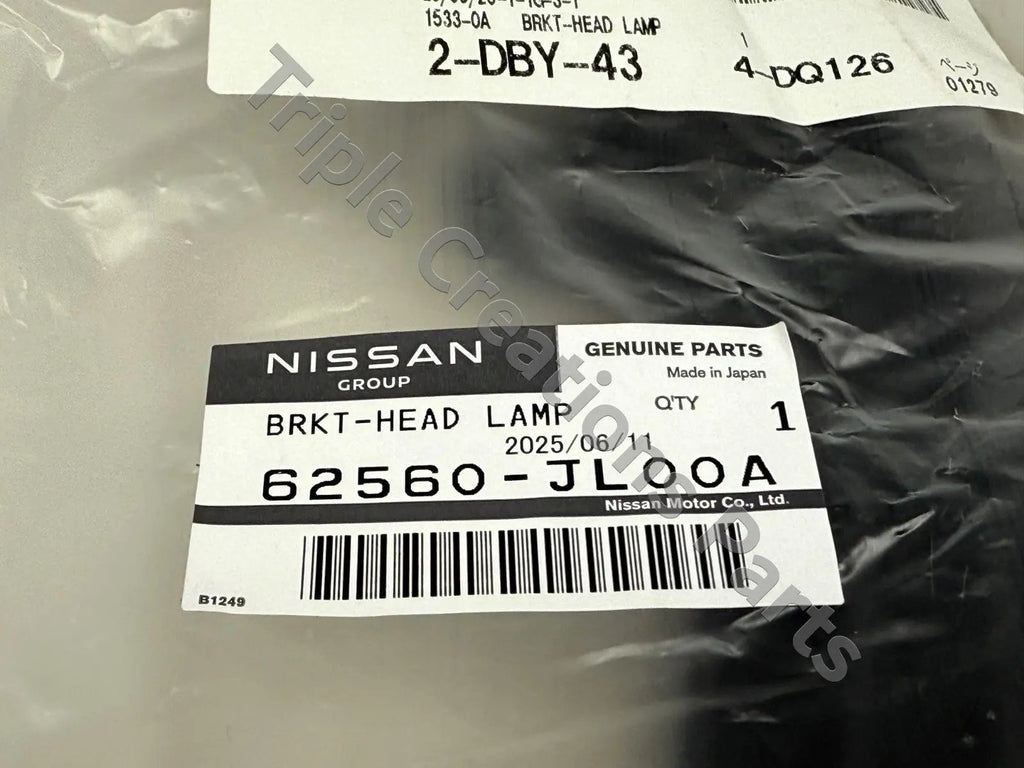 1533-0A BRKT-HEAD LAMP
2-DBY-43
1
4-DQ126
ページ
01279
NISSAN
GROUP
GENUINE PARTS
Made in Japan
BRKT-HEAD LAMP
Q'TY
1
2025/06/11
62560-JL00A
Nissan Motor Co., Ltd.
B1249
Triple Creations Parts